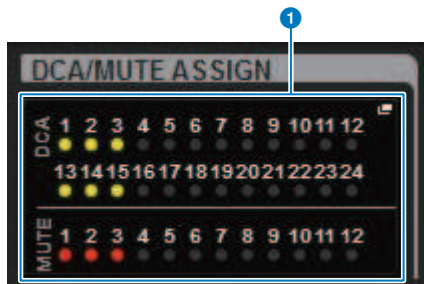 1
DCA/MUTE ASSIGN
DCA 1 2 3 4 5 6 7 8 9 10 11 12
13 14 15 16 17 18 19 20 21 22 23 24
MUTE 1 2 3 4 5 6 7 8 9 10 11 12